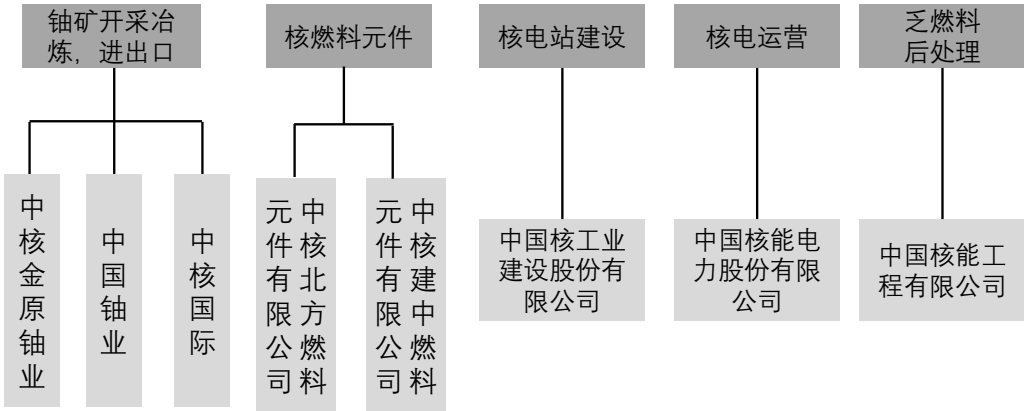 铀矿开采冶
炼，进出口
核燃料元件
核电站建设
核电运营
乏燃料
后处理
中核金原铀业
中国铀业
中核国际
中核北方燃料
元件有限公司
中核建中燃料
元件有限公司
中国核工业
建设股份有
限公司
中国核能电
力股份有限
公司
中国核能工
程有限公司